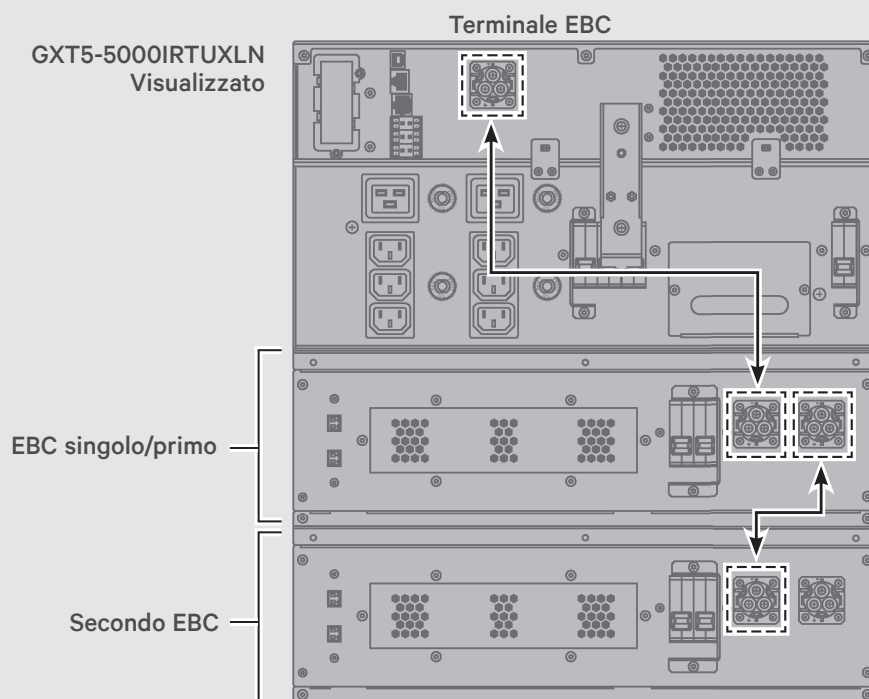 Terminale EBC
GXT5-5000IRTUXLN
Visualizzato
EBC singolo/primo
Secondo EBC